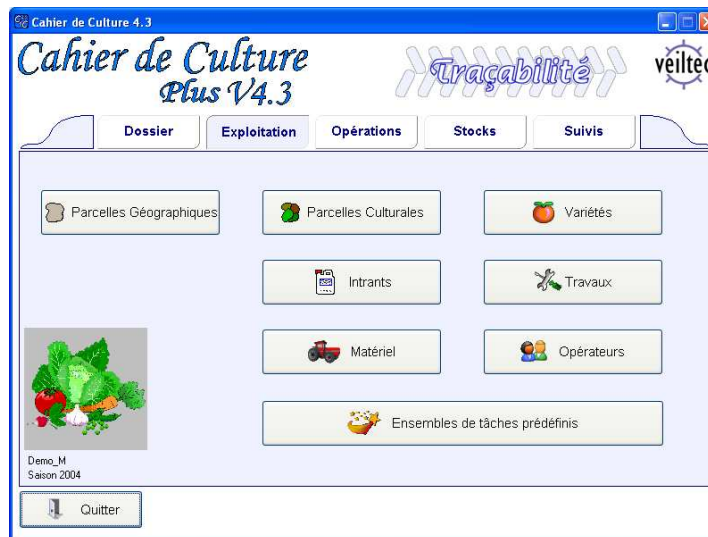 Cahier de Culture 4.3
Cahier de Culture
Plus V4.3
Traçabilité
veiltec
Dossier
Exploitation
Opérations
Stocks
Suivis
Parcelles Géographiques
Parcelles Culturales
Variétés
Intrants
Travaux
Matériel
Opérateurs
Ensembles de tâches prédéfinis
Demo_M
Saison 2004
Quitter